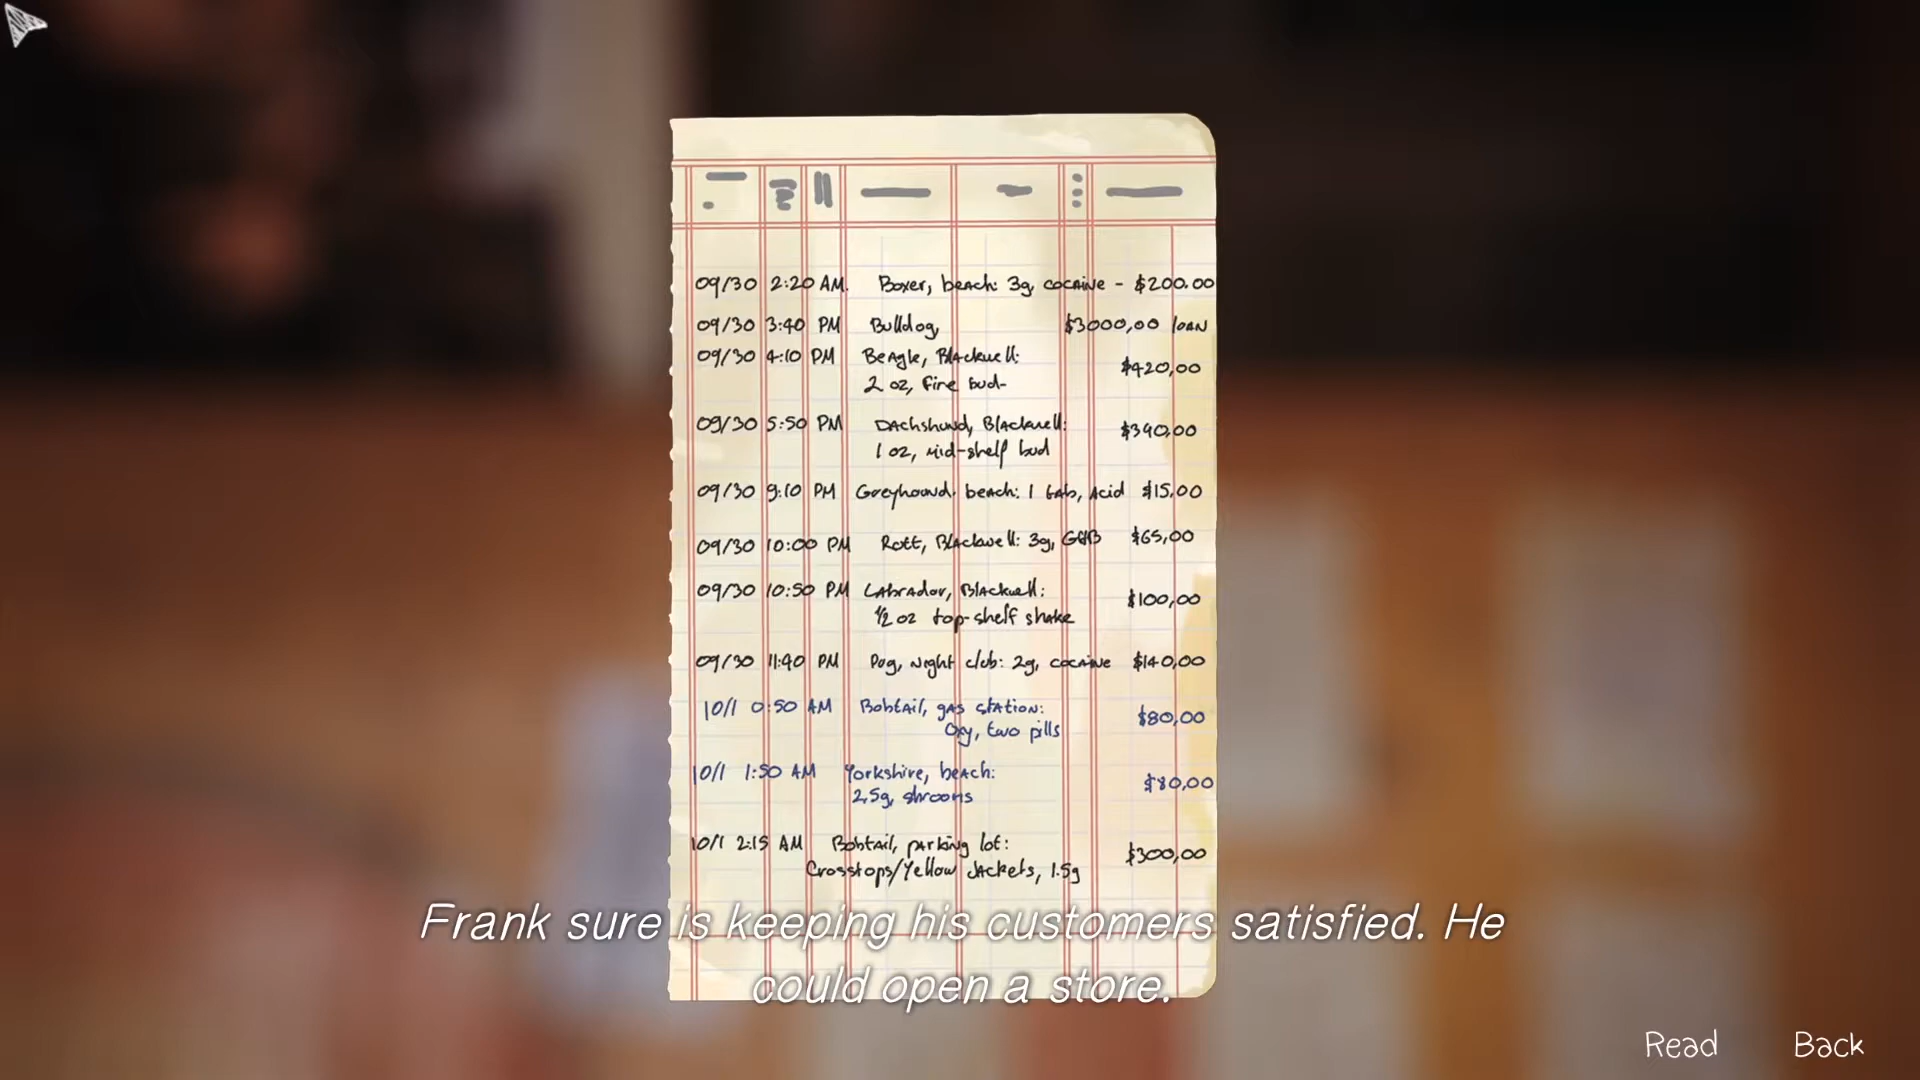 09/30 2:20 AM. Boxer, beach: 3g, cocaine - $200.00
09/30 3:40 PM Bulldog, $3000,00 loan
09/30 4:10 PM Beagle, Blackwell:
2 oz, fire bud- $420,00
09/30 5:50 PM Dachshund, Blackwell: $340,00
1 oz, mid-shelf bud
09/30 9:10 PM Greyhound, beach: 1 tab, acid $15,00
09/30 10:00 PM Rott, Blackwell: 3g, GHB $65,00
09/30 10:50 PM Labrador, Blackwell: $100,00
1/2 oz top-shelf shake
09/30 11:40 PM Pog, night club: 2g, cocaine $140,00
10/1 0:50 AM Bobtail, gas station: $80,00
Oxy, two pills
10/1 1:50 AM Yorkshire, beach: $80,00
2,5g, shrooms
10/1 2:15 AM Bobtail, parking lot: $300,00
Crosstops/Yellow Jackets, 1.5g
Frank sure is keeping his customers satisfied. He
could open a store.
Read Back